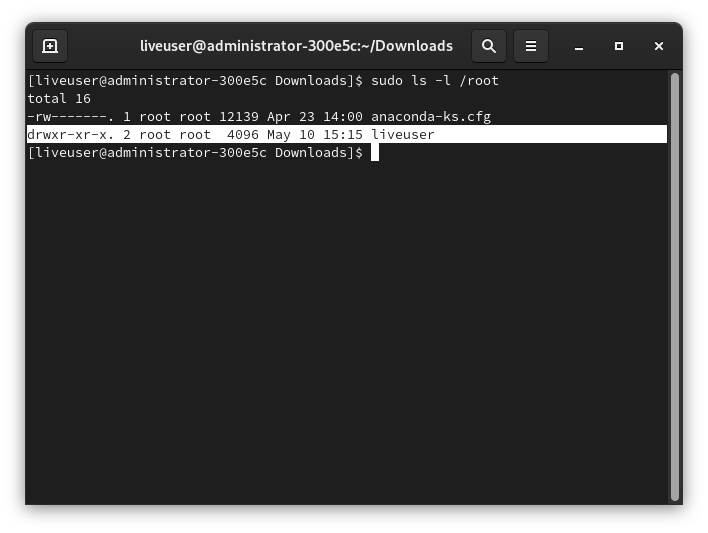 liveuser@administrator-300e5c:~/Downloads
[liveuser@administrator-300e5c Downloads]$ sudo ls -l /root
total 16
-rw-------. 1 root root 12139 Apr 23 14:00 anaconda-ks.cfg
drwxr-xr-x. 2 root root  4096 May 10 15:15 liveuser
[liveuser@administrator-300e5c Downloads]$